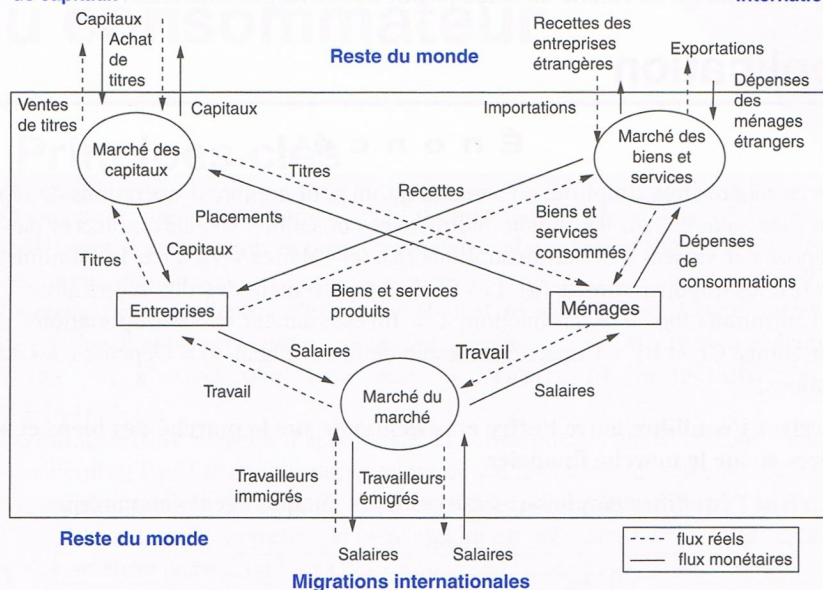 de capitaux
internatio
Capitaux
Achat
de
titres
Reste du monde
Recettes des
entreprises
étrangères
Exportations
Ventes
de titres
Capitaux
Importations
Dépenses
des
ménages
étrangers
Marché des
capitaux
Marché des
biens et
services
Titres
Recettes
Placements
Biens et
services
consommés
Titres
Capitaux
Dépenses
de
consommations
Entreprises
Biens et services
produits
Ménages
Salaires
Travail
Travail
Marché du
marché
Salaires
Travailleurs
immigrés
Travailleurs
émigrés
Reste du monde
Salaires
Salaires
Migrations internationales
flux réels
flux monétaires